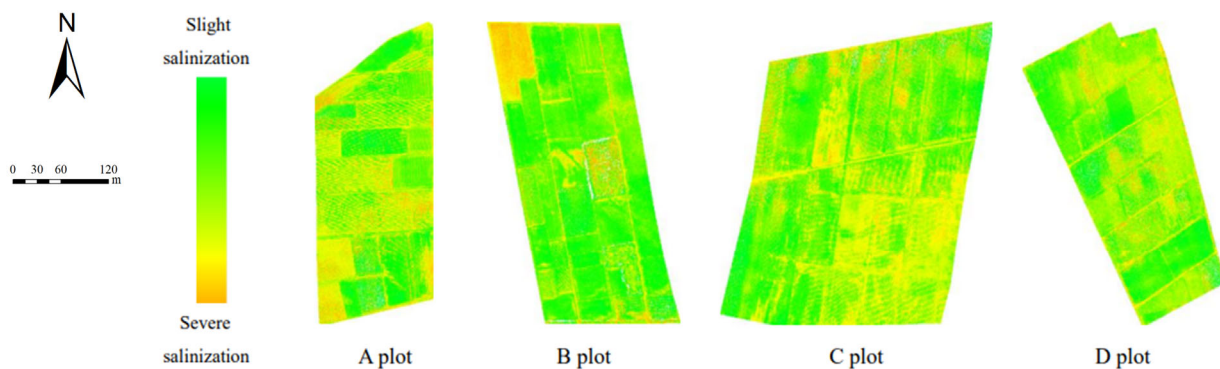 N
0 30 60 120
m
Slight
salinization
Severe
salinization
A plot
B plot
C plot
D plot